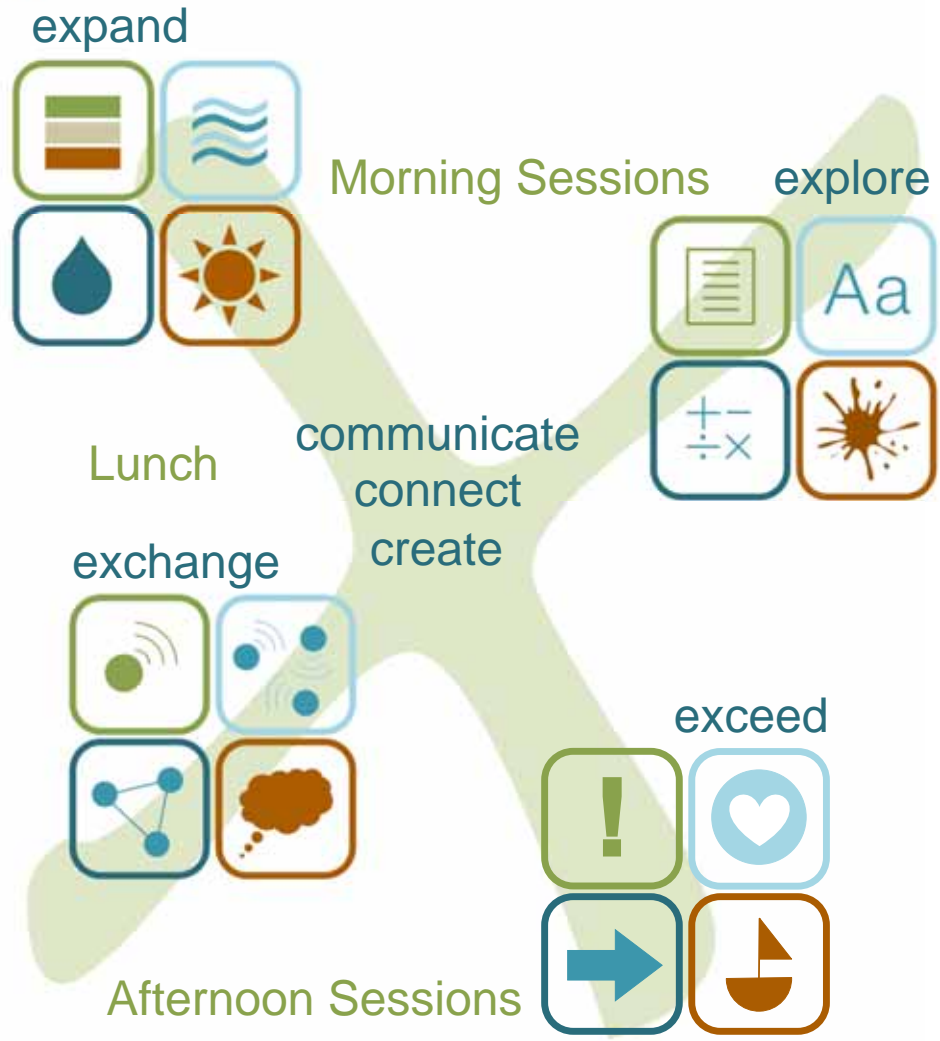 expand
Morning Sessions
explore
Aa
+ −
÷ ×
communicate
connect
create
Lunch
exchange
exceed
!
Afternoon Sessions